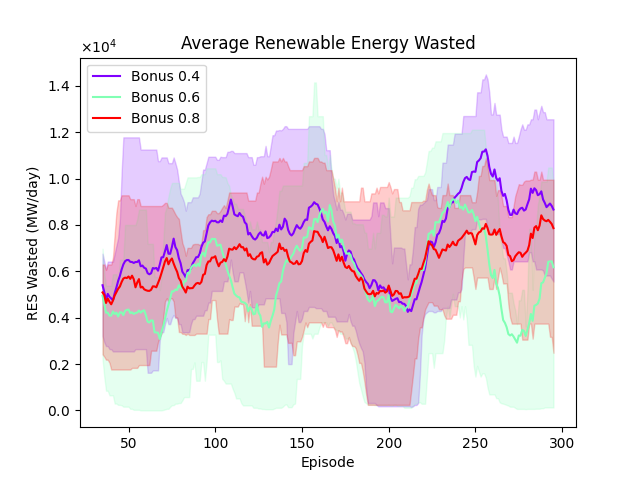 Average Renewable Energy Wasted
×10⁴
Bonus 0.4
Bonus 0.6
Bonus 0.8
RES Wasted (MW/day)
1.4
1.2
1.0
0.8
0.6
0.4
0.2
0.0
50 100 150 200 250 300
Episode